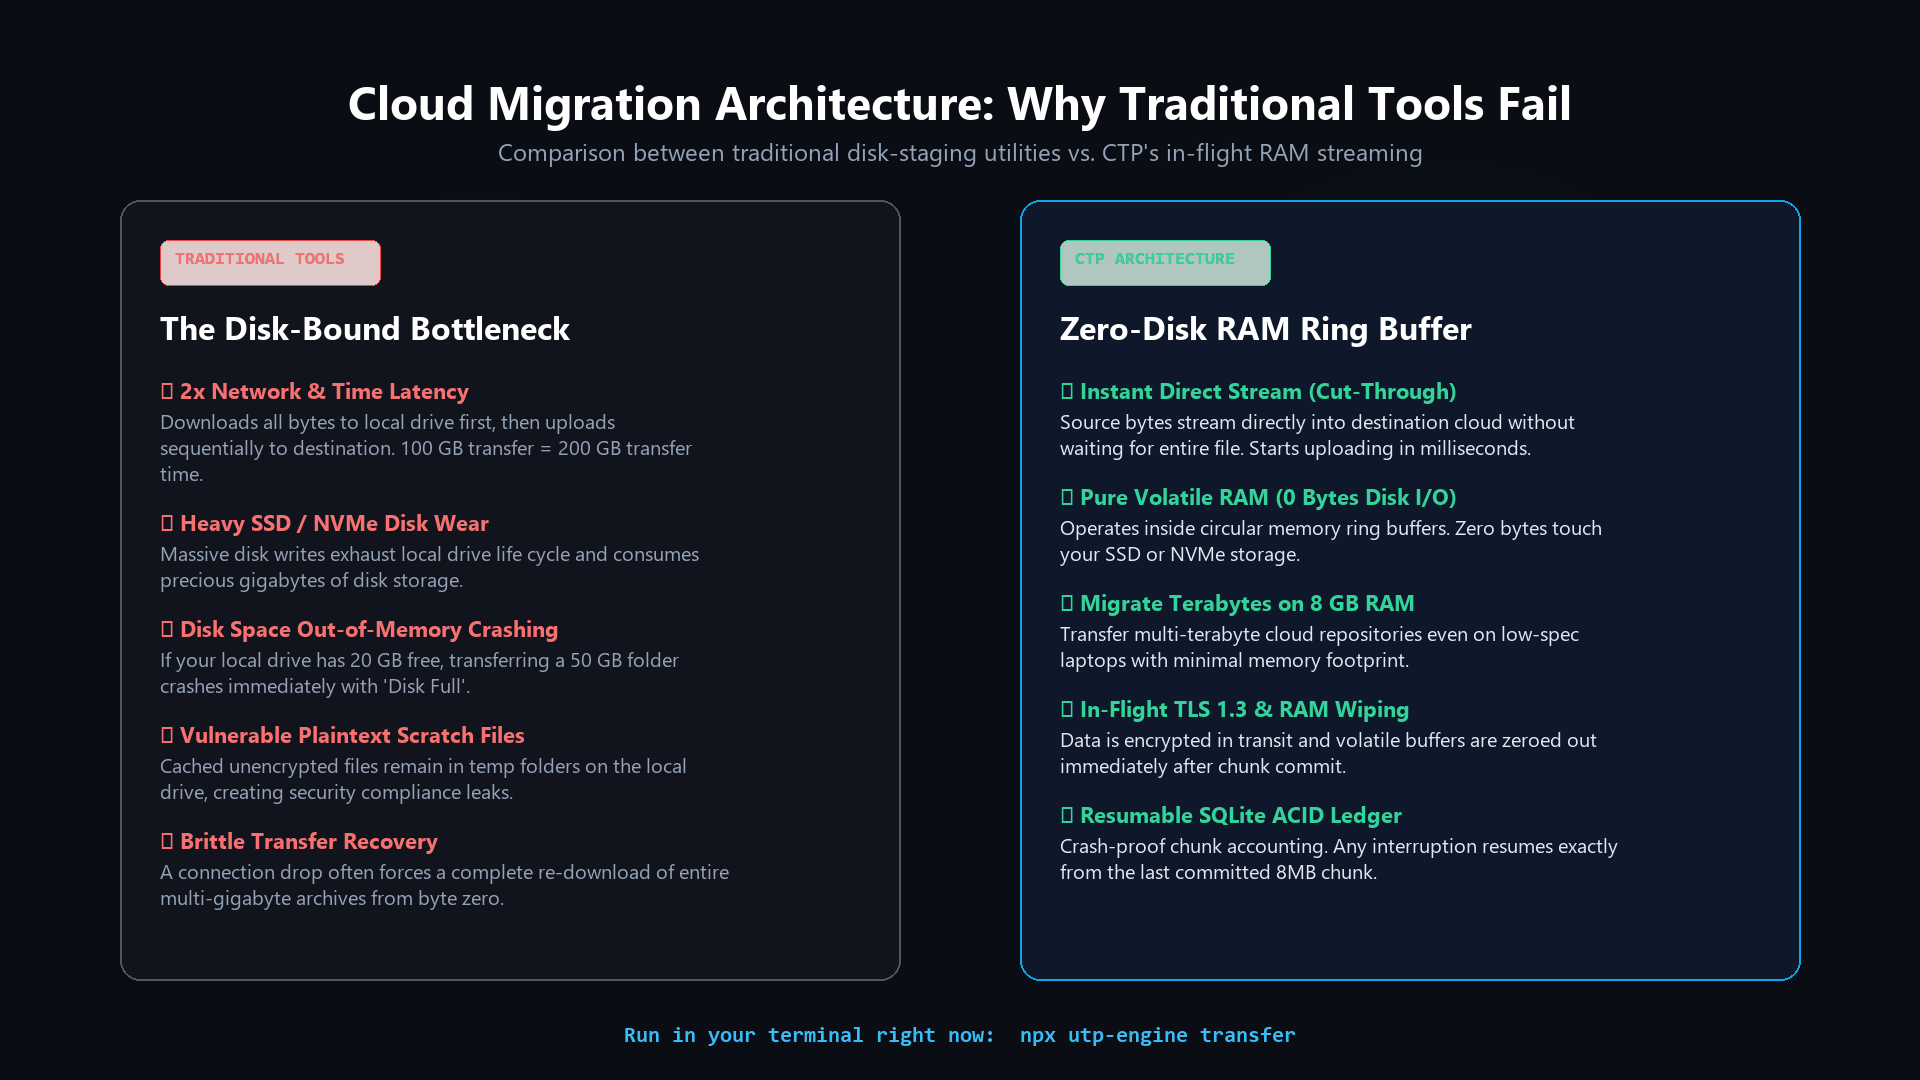 Cloud Migration Architecture: Why Traditional Tools Fail
Comparison between traditional disk-staging utilities vs. CTP's in-flight RAM streaming
TRADITIONAL TOOLS
The Disk-Bound Bottleneck
2x Network & Time Latency
Downloads all bytes to local drive first, then uploads
sequentially to destination. 100 GB transfer = 200 GB transfer
time.
Heavy SSD / NVMe Disk Wear
Massive disk writes exhaust local drive life cycle and consumes
precious gigabytes of disk storage.
Disk Space Out-of-Memory Crashing
If your local drive has 20 GB free, transferring a 50 GB folder
crashes immediately with 'Disk Full'.
Vulnerable Plaintext Scratch Files
Cached unencrypted files remain in temp folders on the local
drive, creating security compliance leaks.
Brittle Transfer Recovery
A connection drop often forces a complete re-download of entire
multi-gigabyte archives from byte zero.
CTP ARCHITECTURE
Zero-Disk RAM Ring Buffer
Instant Direct Stream (Cut-Through)
Source bytes stream directly into destination cloud without
waiting for entire file. Starts uploading in milliseconds.
Pure Volatile RAM (0 Bytes Disk I/O)
Operates inside circular memory ring buffers. Zero bytes touch
your SSD or NVMe storage.
Migrate Terabytes on 8 GB RAM
Transfer multi-terabyte cloud repositories even on low-spec
laptops with minimal memory footprint.
In-Flight TLS 1.3 & RAM Wiping
Data is encrypted in transit and volatile buffers are zeroed out
immediately after chunk commit.
Resumable SQLite ACID Ledger
Crash-proof chunk accounting. Any interruption resumes exactly
from the last committed 8MB chunk.
Run in your terminal right now:  npx utp-engine transfer